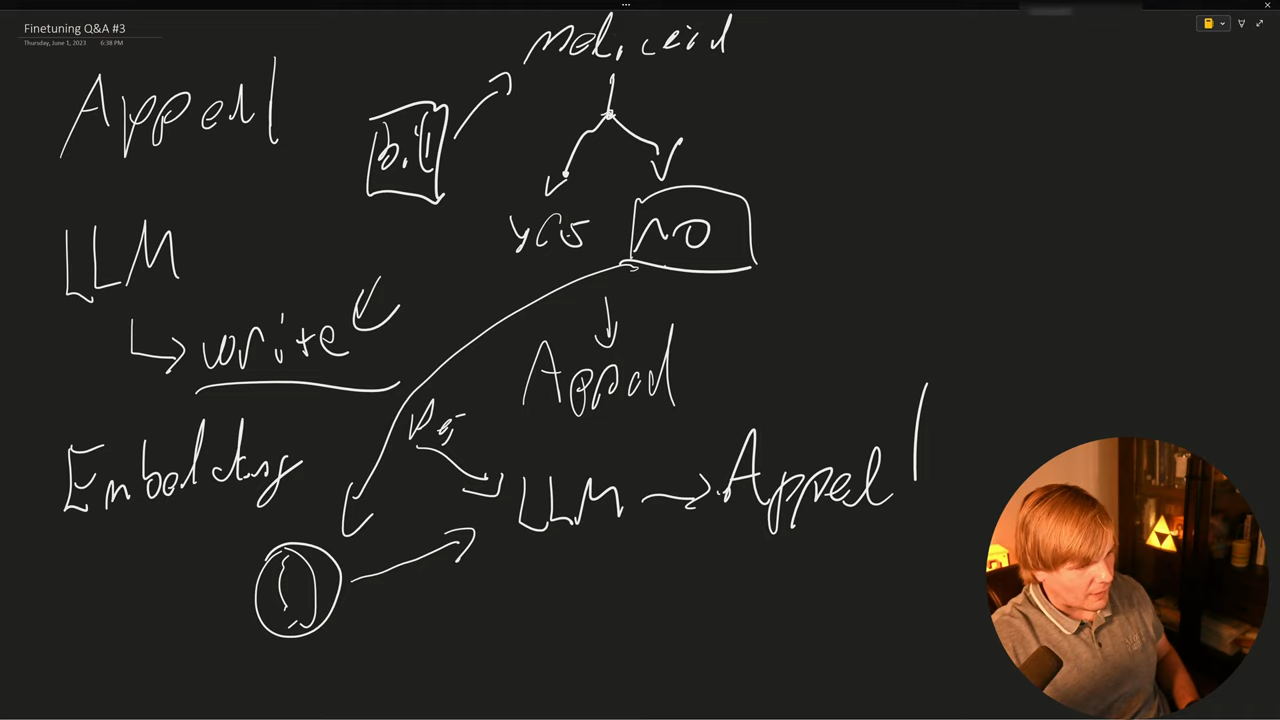 Finetuning Q&A #3
Thursday, June 1, 2023 6:38 PM
Appeal
bill
Medicaid
yes
NO
LLM
write
Appeal
Embedding
LLM
Appeal